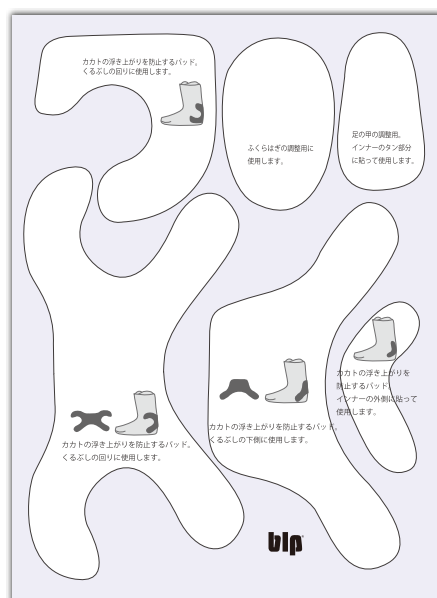 カカトの浮き上がりを防止するパッド。
くるぶしの回りに使用します。
ふくらはぎの調整用に
使用します。
足の甲の調整用。
インナーのタン部分
に貼って使用します。
カカトの浮き上がりを
防止するパッド。
インナーの外側に貼って
使用します。
カカトの浮き上がりを防止するパッド。
くるぶしの下側に使用します。
カカトの浮き上がりを防止するパッド。
くるぶしの回りに使用します。
blp